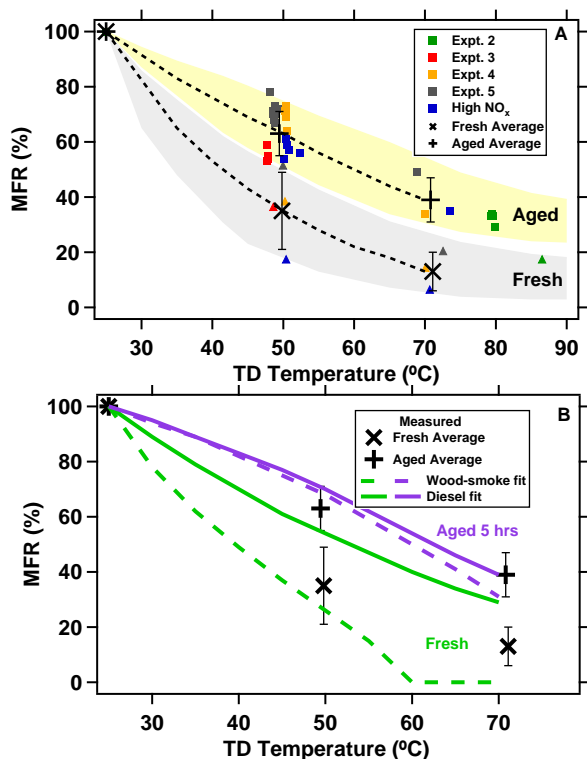 A
100
80
60
40
20
0
MFR (%)
Expt. 2
Expt. 3
Expt. 4
Expt. 5
High NOx
Fresh Average
Aged Average
Aged
Fresh
30 40 50 60 70 80 90
TD Temperature (ºC)
B
100
80
60
40
20
0
MFR (%)
Measured
Fresh Average
Aged Average
Wood-smoke fit
Diesel fit
Aged 5 hrs
Fresh
30 40 50 60 70
TD Temperature (ºC)